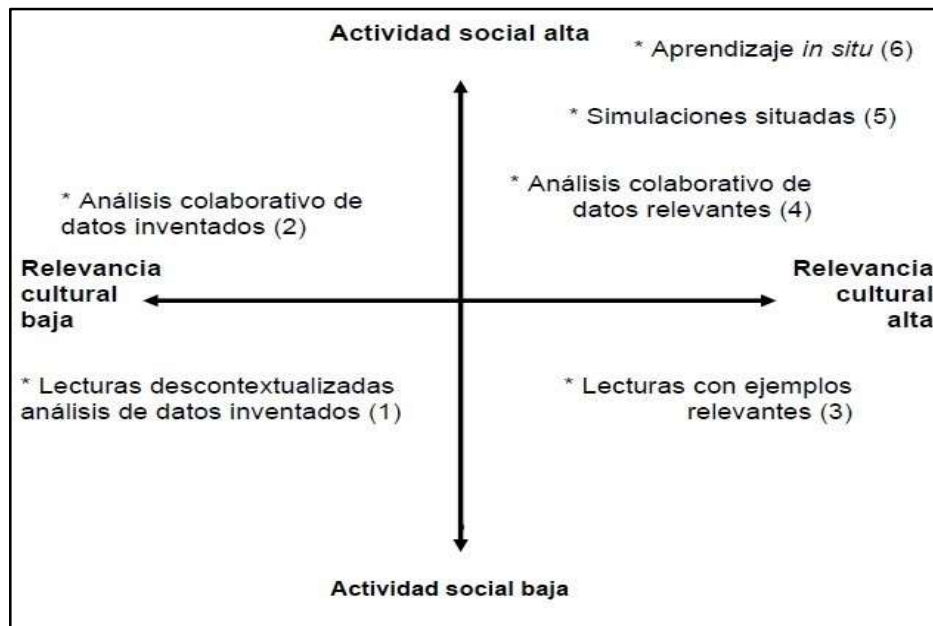 Actividad social alta
* Aprendizaje in situ (6)
* Simulaciones situadas (5)
* Análisis colaborativo de
datos inventados (2)
* Análisis colaborativo de
datos relevantes (4)
Relevancia
cultural
baja
Relevancia
cultural
alta
* Lecturas descontextualizadas
análisis de datos inventados (1)
* Lecturas con ejemplos
relevantes (3)
Actividad social baja